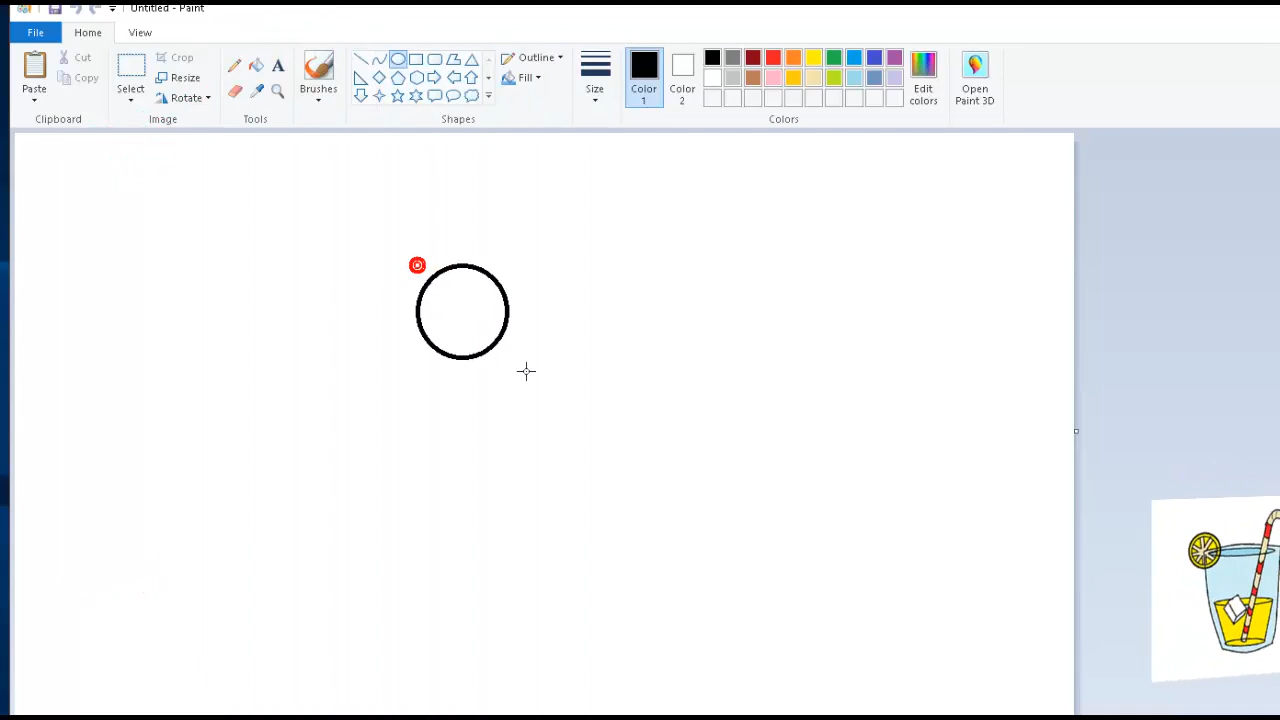 Untitled - Paint
File Home View
Paste
Cut
Copy
Clipboard
Select
Crop
Resize
Rotate
Image
A
Tools
Brushes
Outline
Fill
Shapes
Size
Color 1
Color 2
Edit colors
Colors
Open Paint 3D